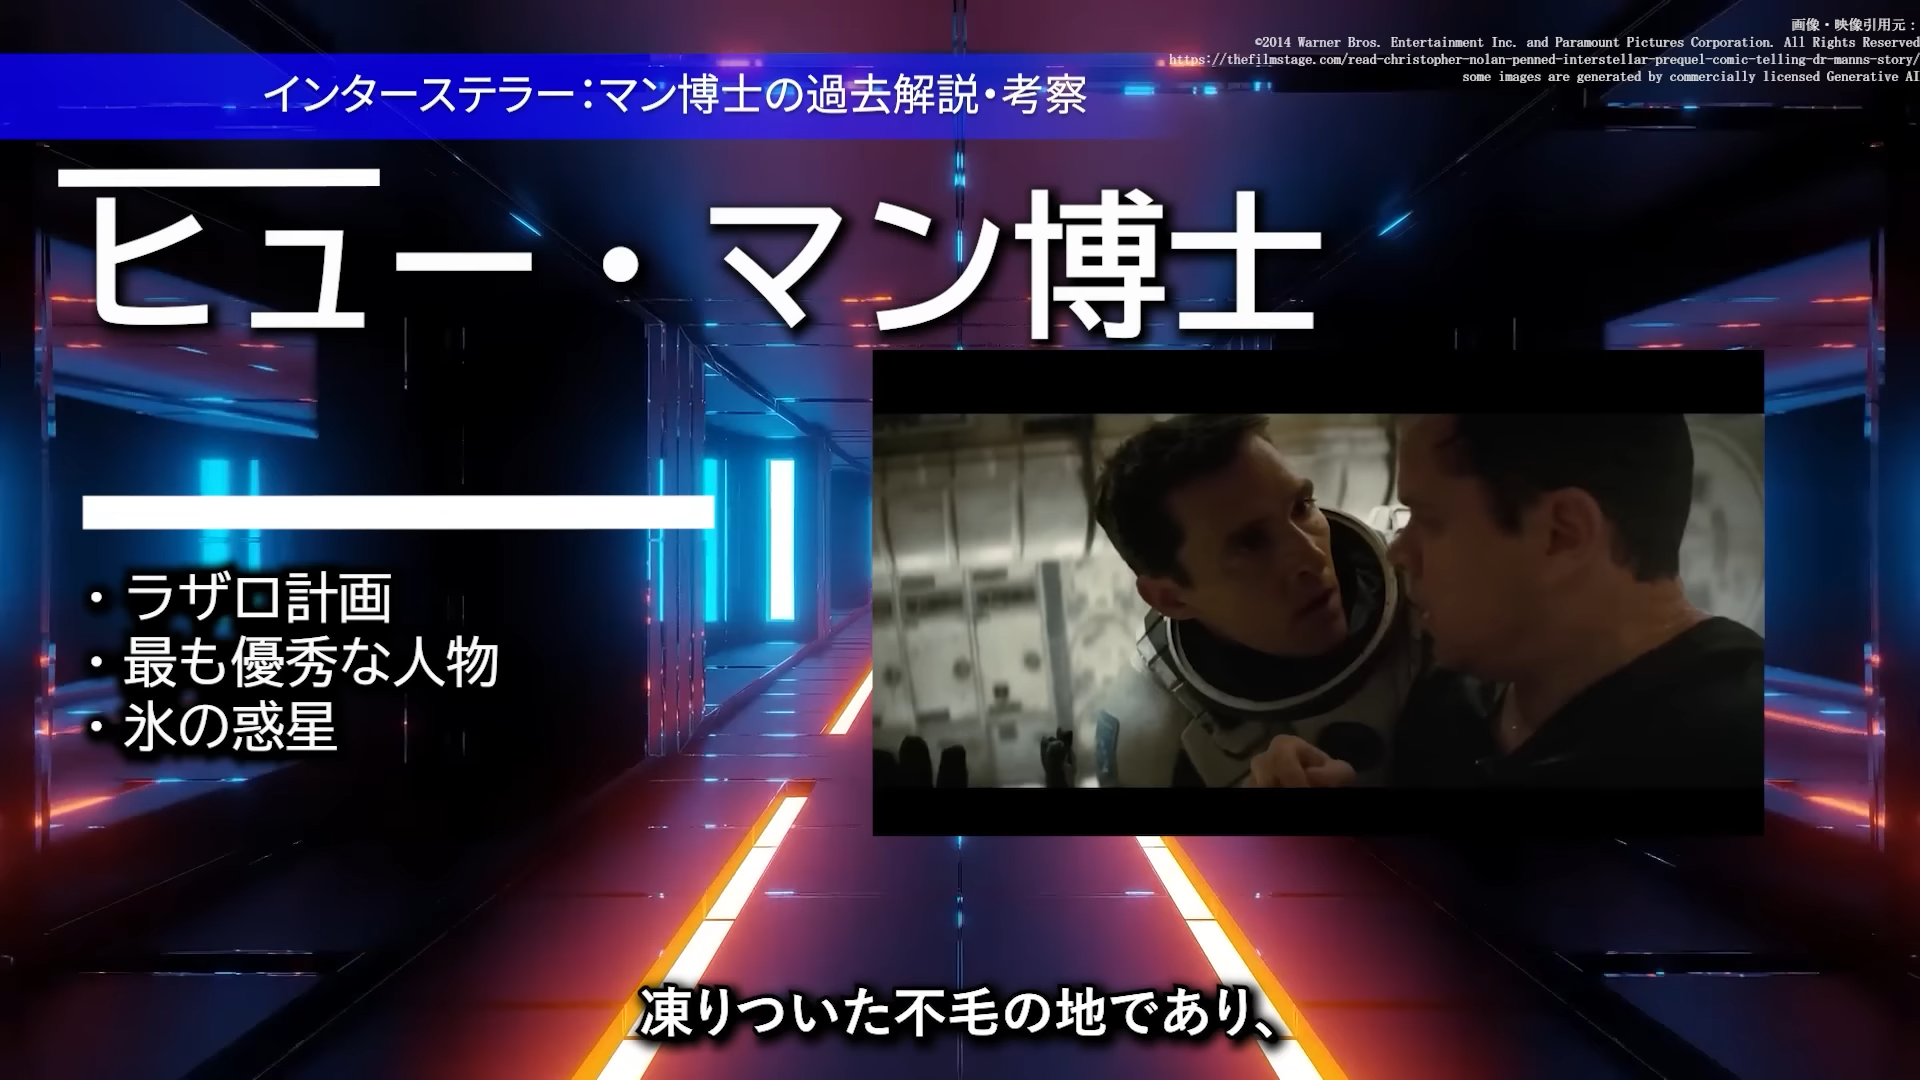 画像・映像引用元：
©2014 Warner Bros. Entertainment Inc. and Paramount Pictures Corporation. All Rights Reserved
https://thefilmstage.com/read-christopher-nolan-penned-interstellar-prequel-comic-telling-dr-manns-story/
some images are generated by commercially licensed Generative AI
インターステラー：マン博士の過去解説・考察
ヒュー・マン博士
・ラザロ計画
・最も優秀な人物
・氷の惑星
凍りついた不毛の地であり、